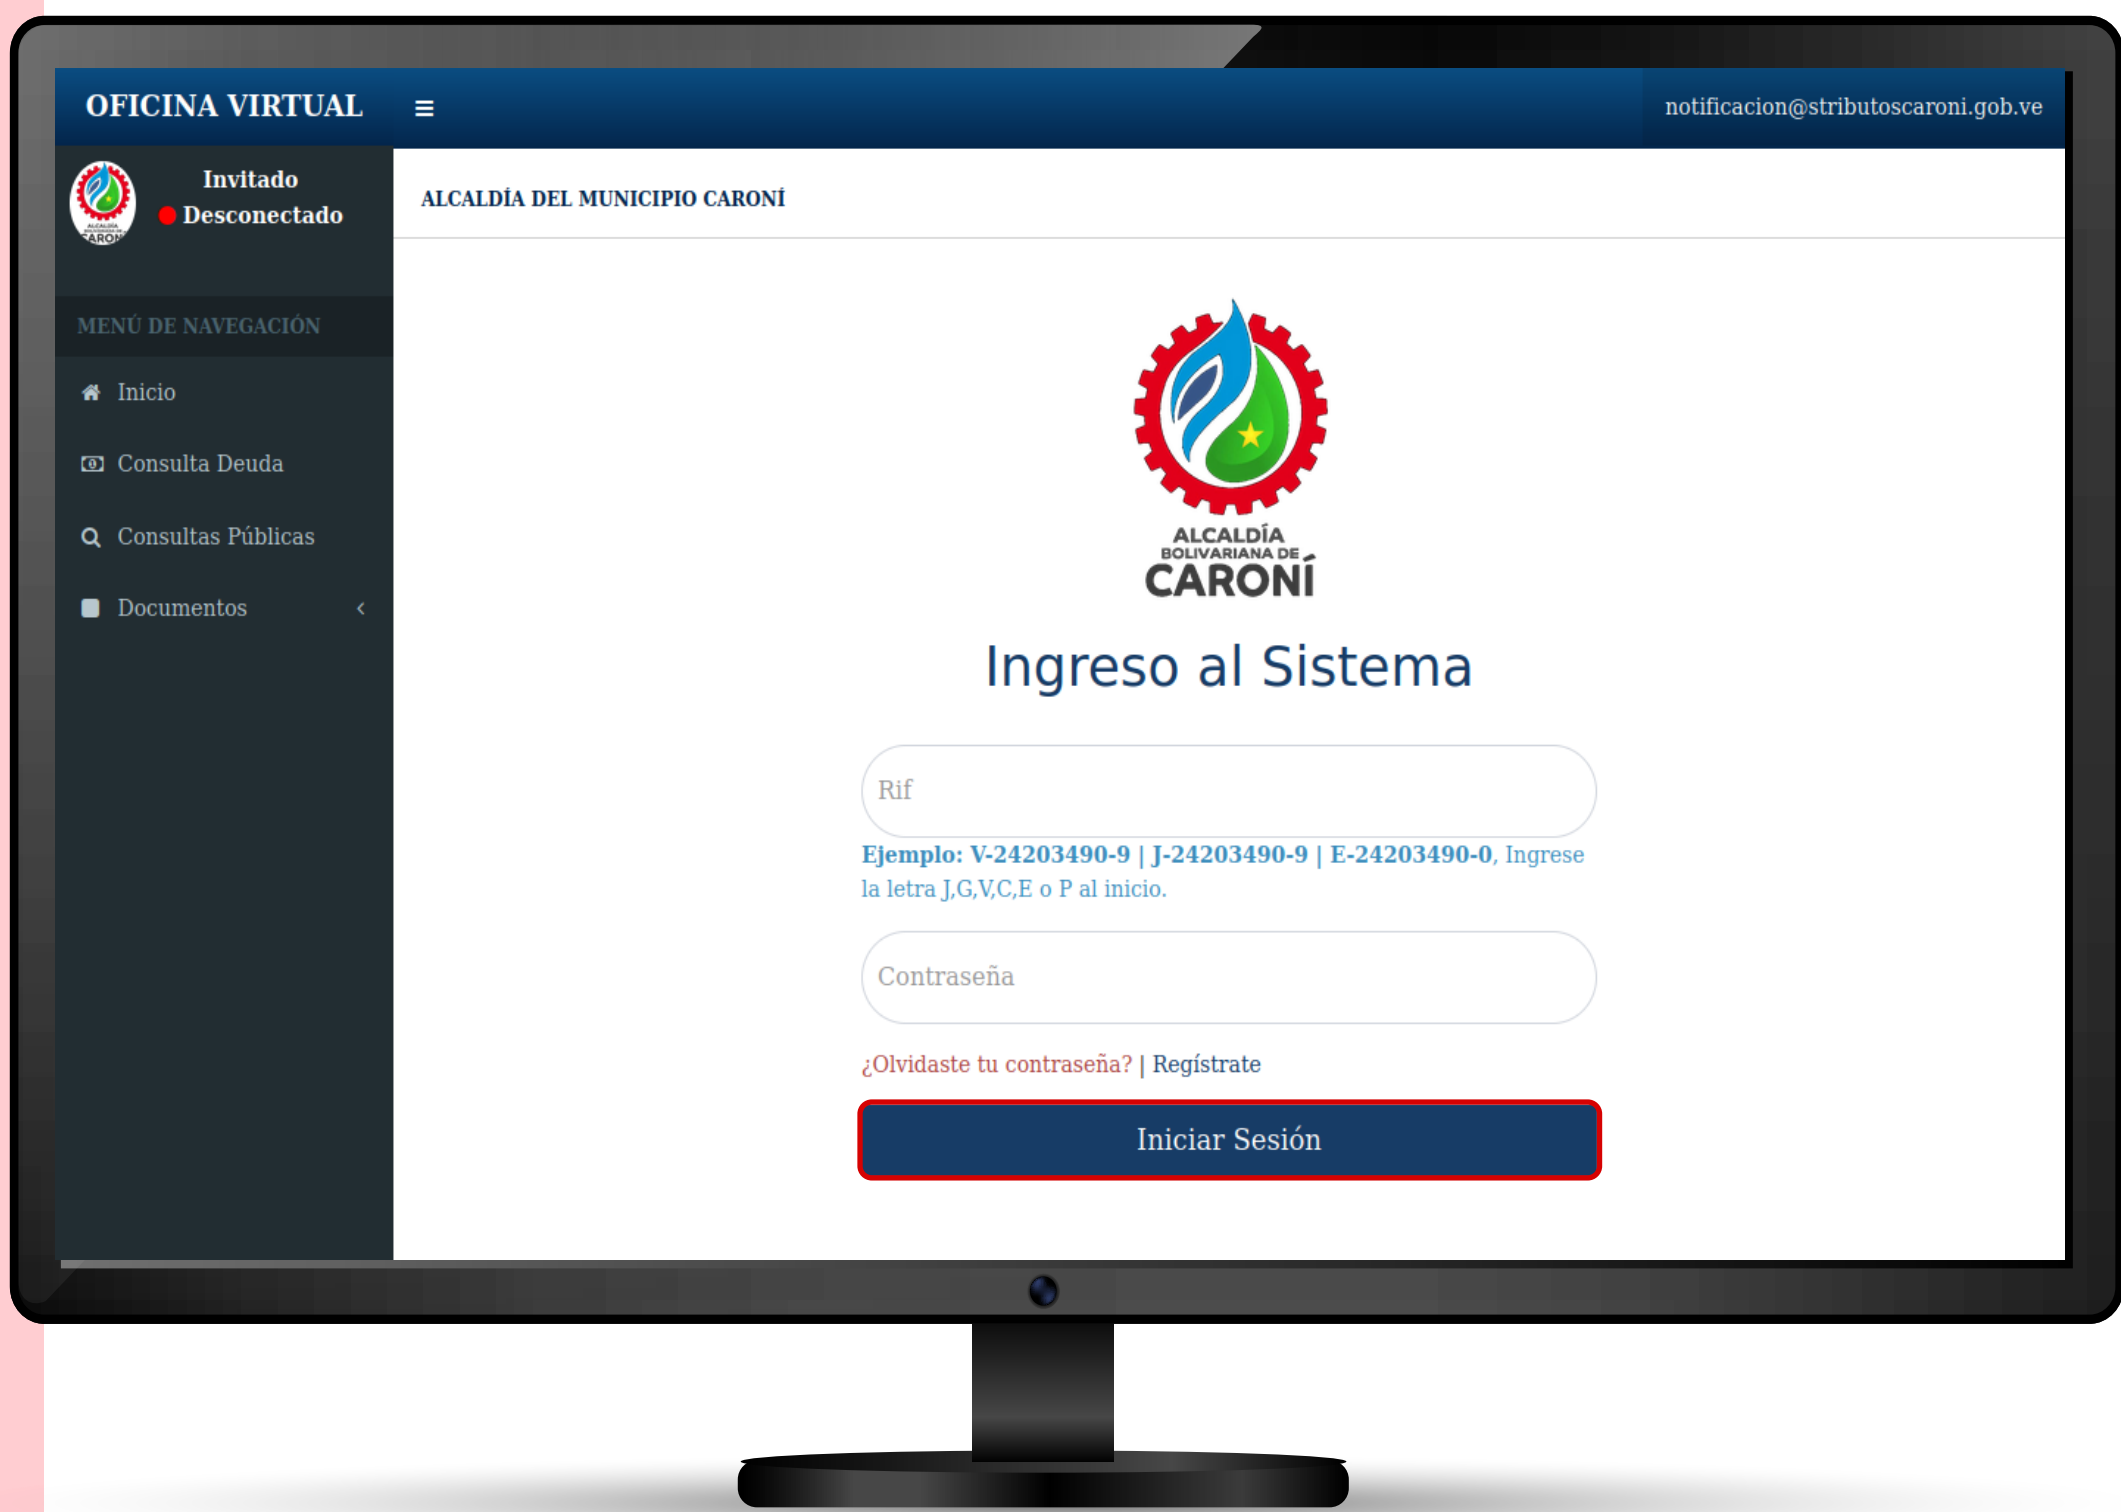 OFICINA VIRTUAL
notificacion@stributoscaroni.gob.ve
Invitado
Desconectado
ALCALDÍA DEL MUNICIPIO CARONÍ
MENÚ DE NAVEGACIÓN
Inicio
Consulta Deuda
Consultas Públicas
Documentos
ALCALDÍA
BOLIVARIANA DE
CARONÍ
Ingreso al Sistema
Rif
Ejemplo: V-24203490-9 | J-24203490-9 | E-24203490-0, Ingrese
la letra J,G,V,C,E o P al inicio.
Contraseña
¿Olvidaste tu contraseña? | Regístrate
Iniciar Sesión